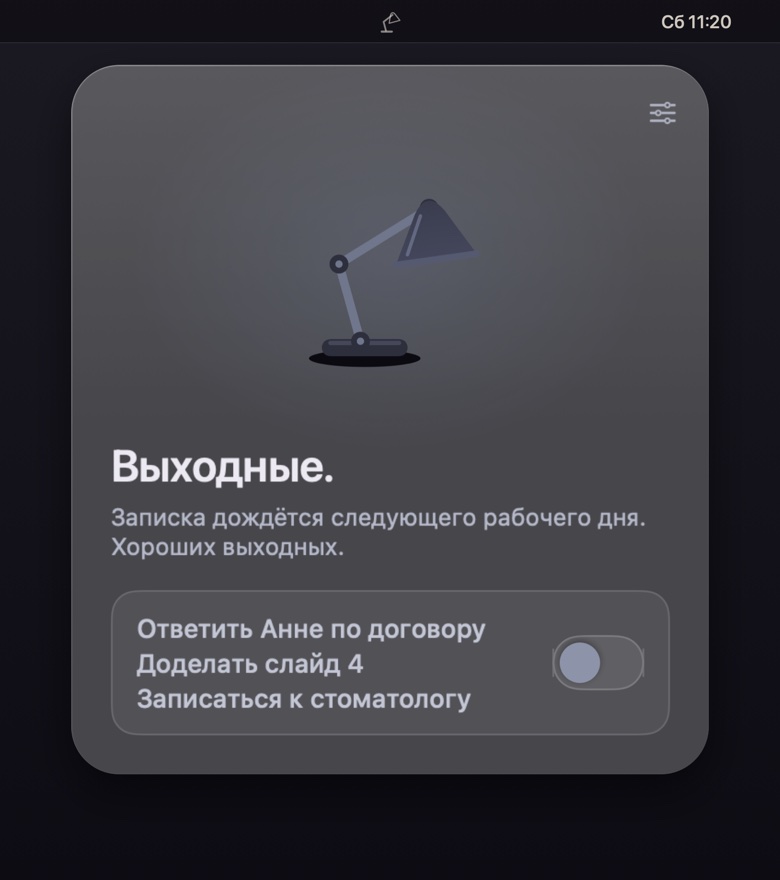 Сб 11:20
Выходные.
Записка дождётся следующего рабочего дня.
Хороших выходных.
Ответить Анне по договору
Доделать слайд 4
Записаться к стоматологу